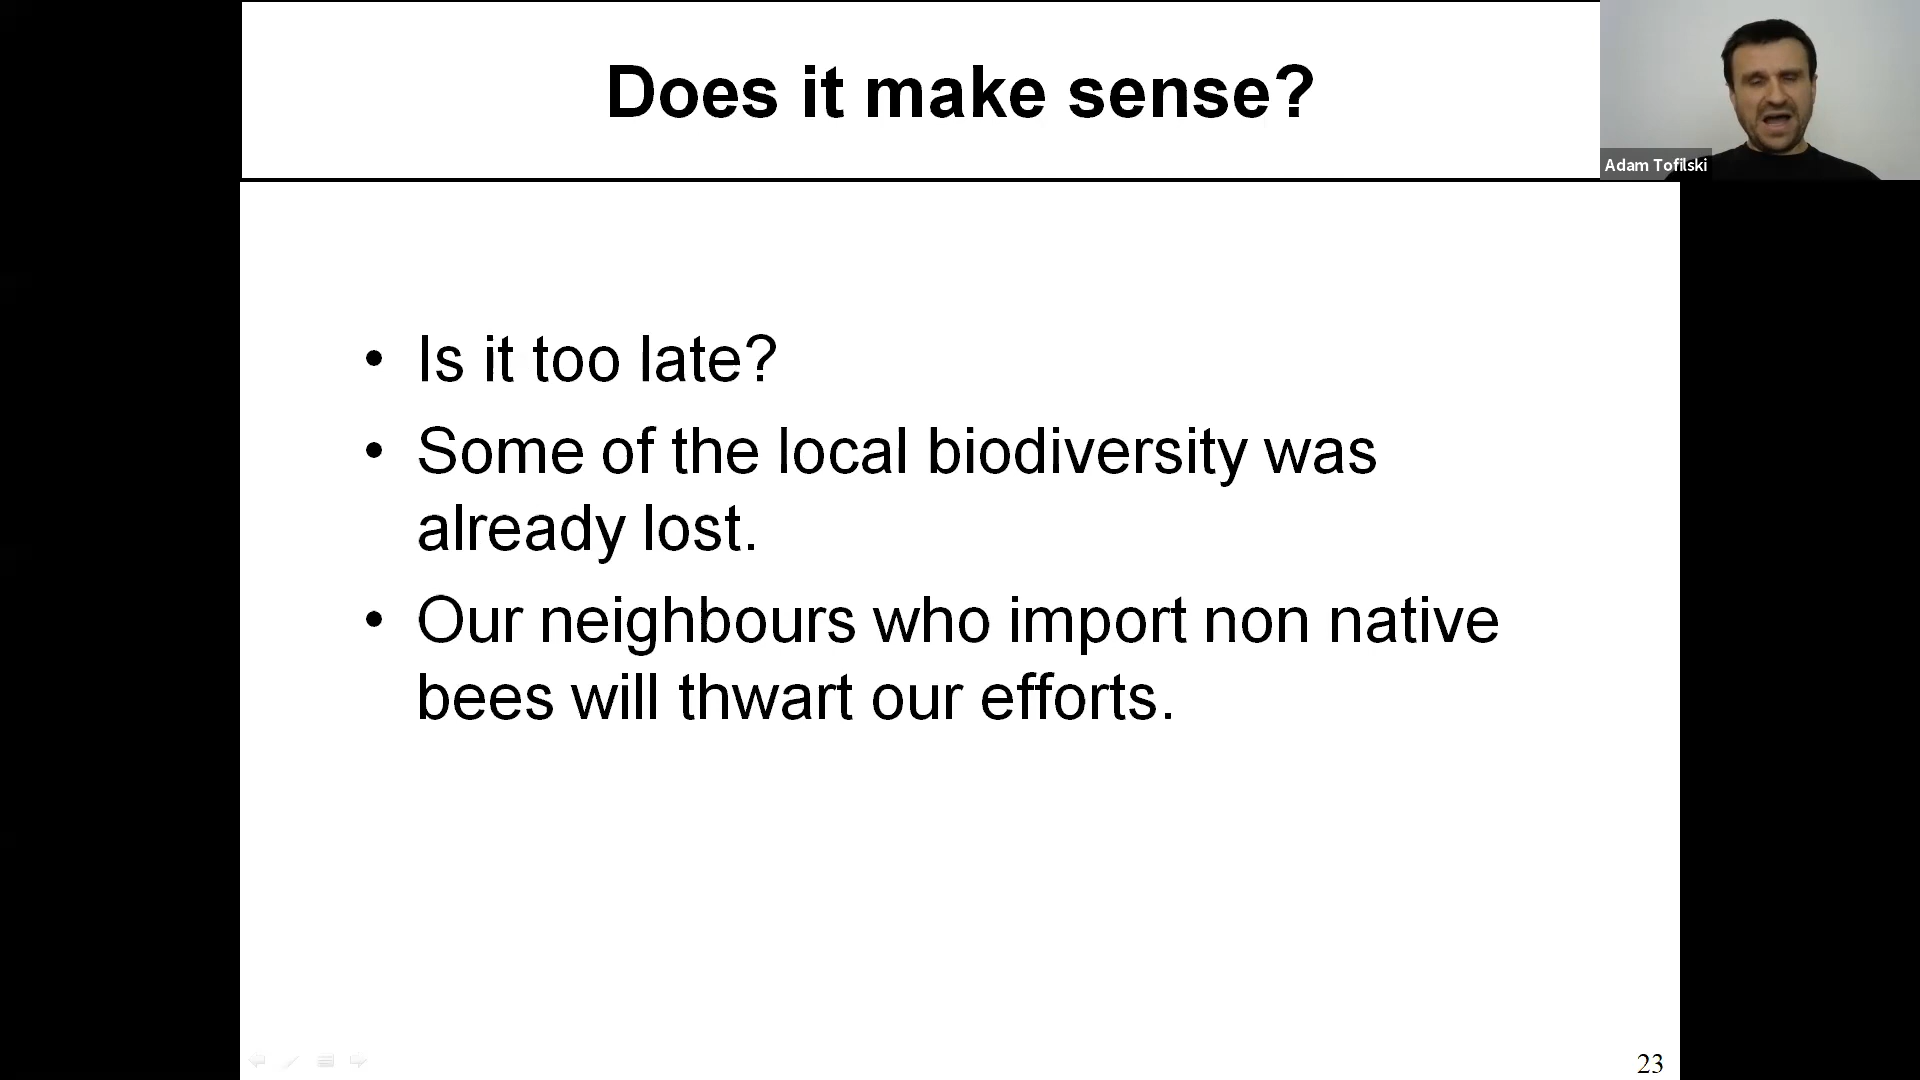 Does it make sense?
Adam Tofilski
• Is it too late?
• Some of the local biodiversity was
already lost.
• Our neighbours who import non native
bees will thwart our efforts.
23